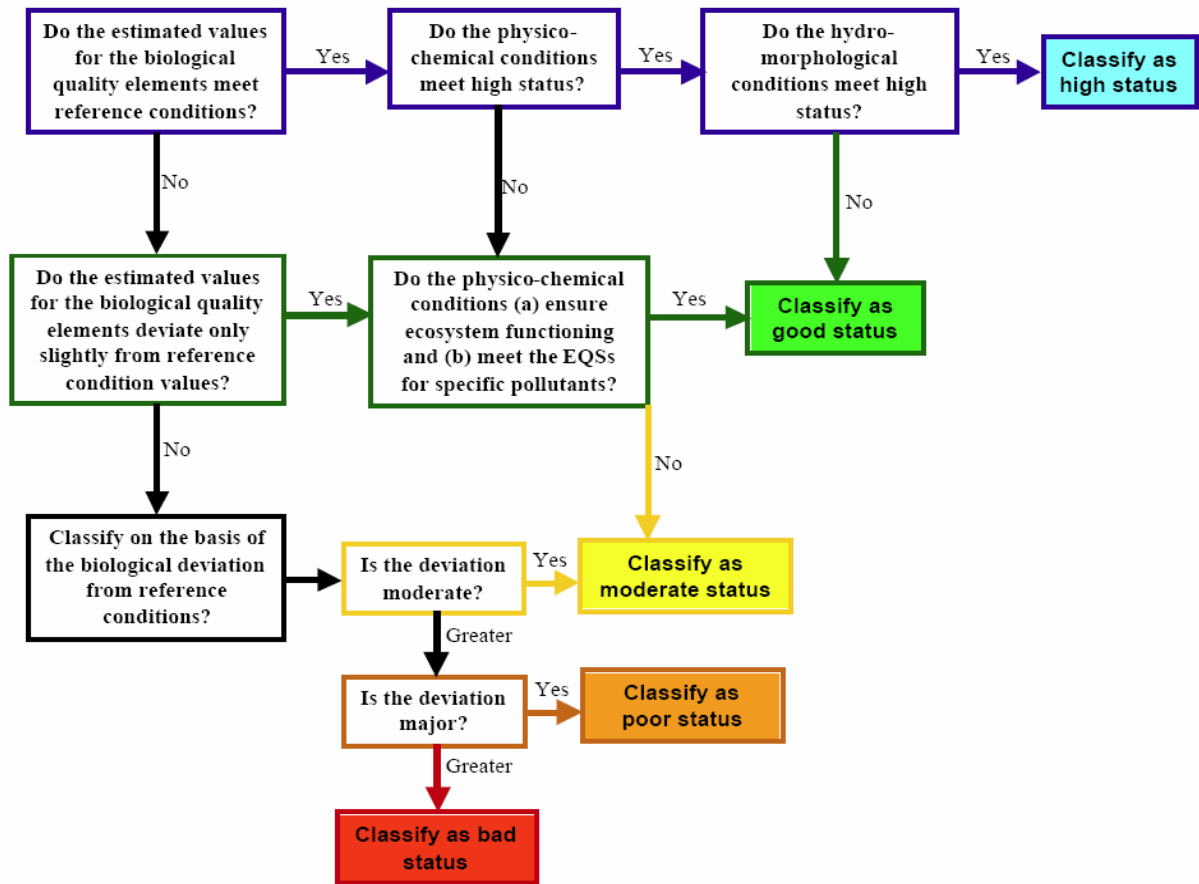 Do the estimated values
for the biological
quality elements meet
reference conditions?
Yes
Do the physico-
chemical conditions
meet high status?
Yes
Do the hydro-
morphological
conditions meet high
status?
Yes
Classify as
high status
No
No
No
Do the estimated values
for the biological quality
elements deviate only
slightly from reference
condition values?
Yes
Do the physico-chemical
conditions (a) ensure
ecosystem functioning
and (b) meet the EQSs
for specific pollutants?
Yes
Classify as
good status
No
No
Classify on the basis of
the biological deviation
from reference
conditions?
Is the deviation
moderate?
Yes
Classify as
moderate status
Greater
Is the deviation
major?
Yes
Classify as
poor status
Greater
Classify as bad
status